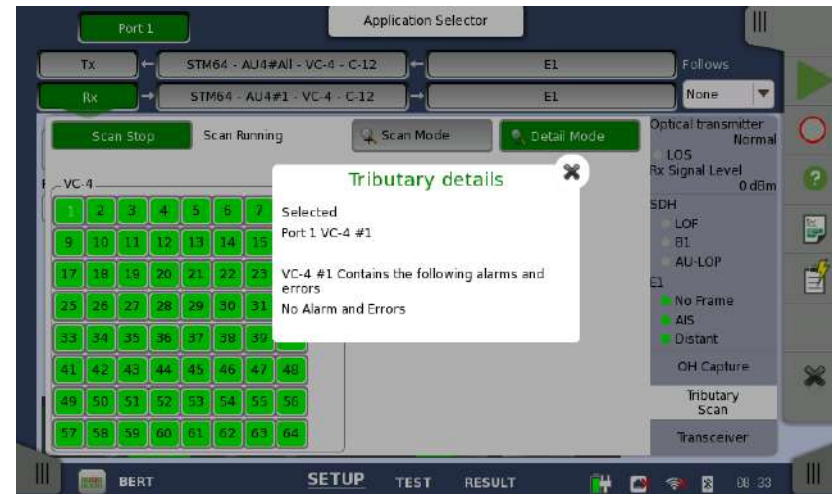 Port 1
Application Selector
Tx
STM64 - AU4#All - VC-4 - C-12
E1
Follows
Rx
STM64 - AU4#1 - VC-4 - C-12
E1
None
Scan Stop
Scan Running
Scan Mode
Detail Mode
Optical transmitter
Normal
LOS
Rx Signal Level
0 dBm
SDH
LOF
B1
AU-LOP
E1
No Frame
AIS
Distant
OH Capture
Tributary
Scan
Transceiver
VC-4
1 2 3 4 5 6 7
9 10 11 12 13 14 15
17 18 19 20 21 22 23
25 26 27 28 29 30 31
33 34 35 36 37 38 39
41 42 43 44 45 46 47 48
49 50 51 52 53 54 55 56
57 58 59 60 61 62 63 64
Tributary details
Selected
Port 1 VC-4 #1
VC-4 #1 Contains the following alarms and
errors
No Alarm and Errors
BERT
SETUP TEST RESULT
08 33